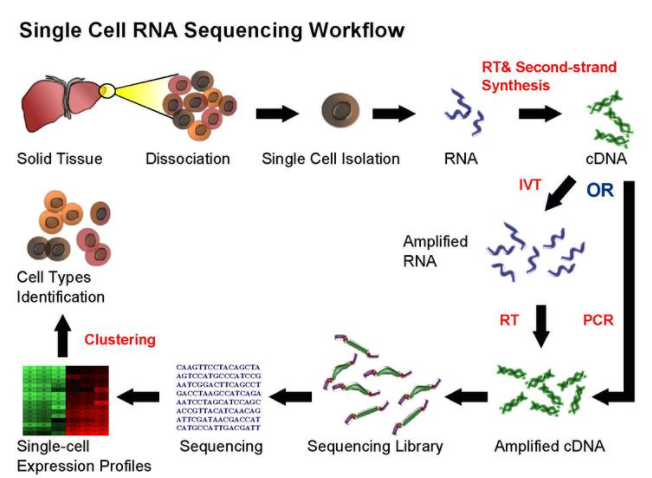 Single Cell RNA Sequencing Workflow
RT& Second-strand
Synthesis
Solid Tissue
Dissociation
Single Cell Isolation
RNA
cDNA
IVT
OR
Amplified
RNA
Cell Types
Identification
RT
PCR
Clustering
CAAGTTCCTACAGCTA
AGTCCATGCCCATCCG
AATCGGACTTCAGCCT
GACCTAAGCCATCAGA
AATCCTAGCATCCAGC
ACCGTTACATCAACAG
ATTCGATAACGACCAT
CATGCCATTGACGATT
Single-cell
Expression Profiles
Sequencing
Sequencing Library
Amplified cDNA